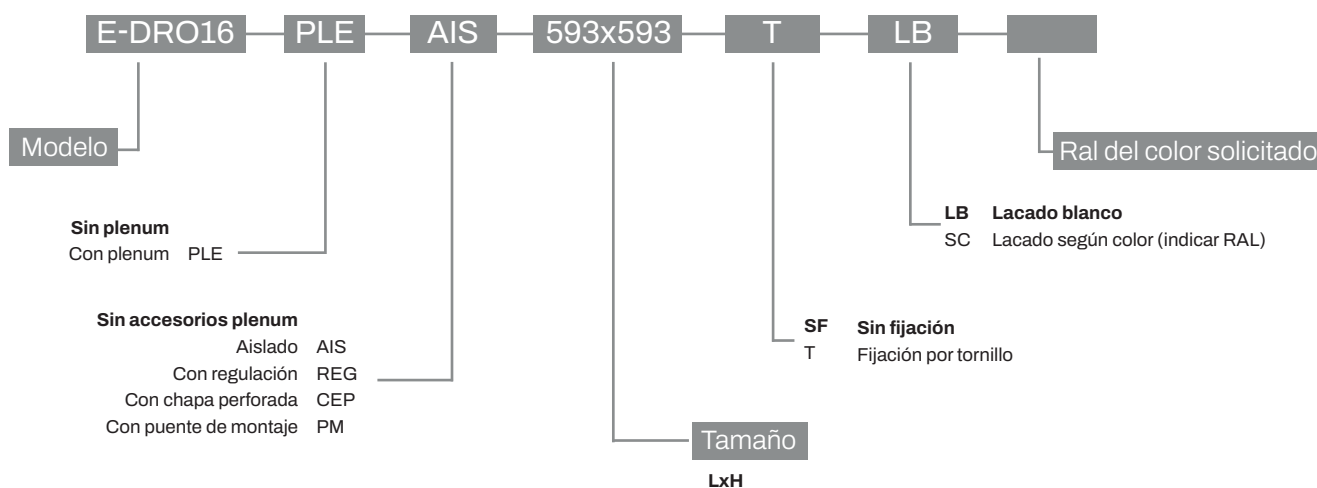 E-DRO16 PLE AIS 593x593 T LB
Modelo
Ral del color solicitado
Sin plenum
Con plenum PLE
LB Lacado blanco
SC Lacado según color (indicar RAL)
Sin accesorios plenum
Aislado AIS
Con regulación REG
Con chapa perforada CEP
Con puente de montaje PM
SF Sin fijación
T Fijación por tornillo
Tamaño
LxH